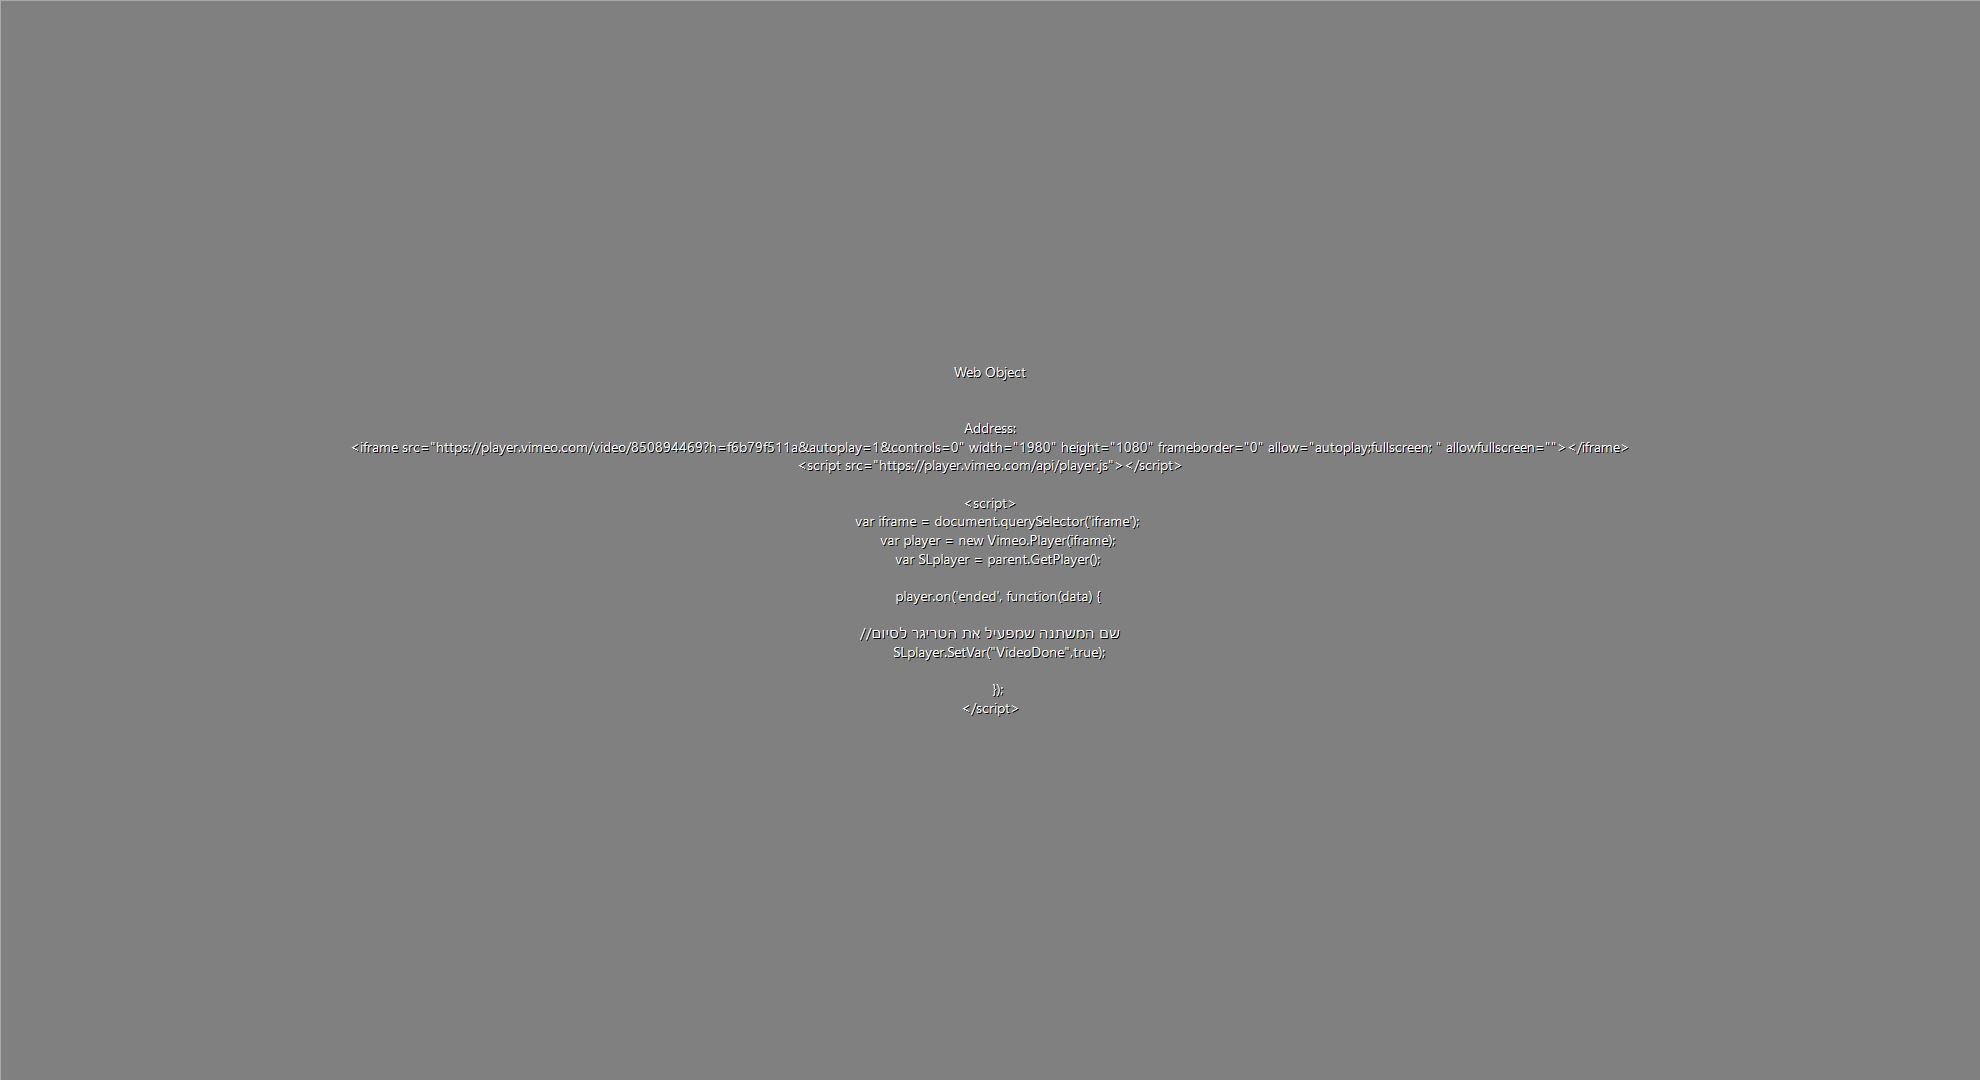 Web Object
Address:
<iframe src="https://player.vimeo.com/video/850894469?h=f6b79f511a&autoplay=1&controls=0" width="1980" height="1080" frameborder="0" allow="autoplay;fullscreen; " allowfullscreen=""></iframe>
<script src="https://player.vimeo.com/api/player.js"></script>
<script>
var iframe = document.querySelector('iframe');
var player = new Vimeo.Player(iframe);
var SLplayer = parent.GetPlayer();
player.on('ended', function(data) {
//שם המשתנה שמפעיל את הטריגר לסיום
SLplayer.SetVar("VideoDone",true);
});
</script>